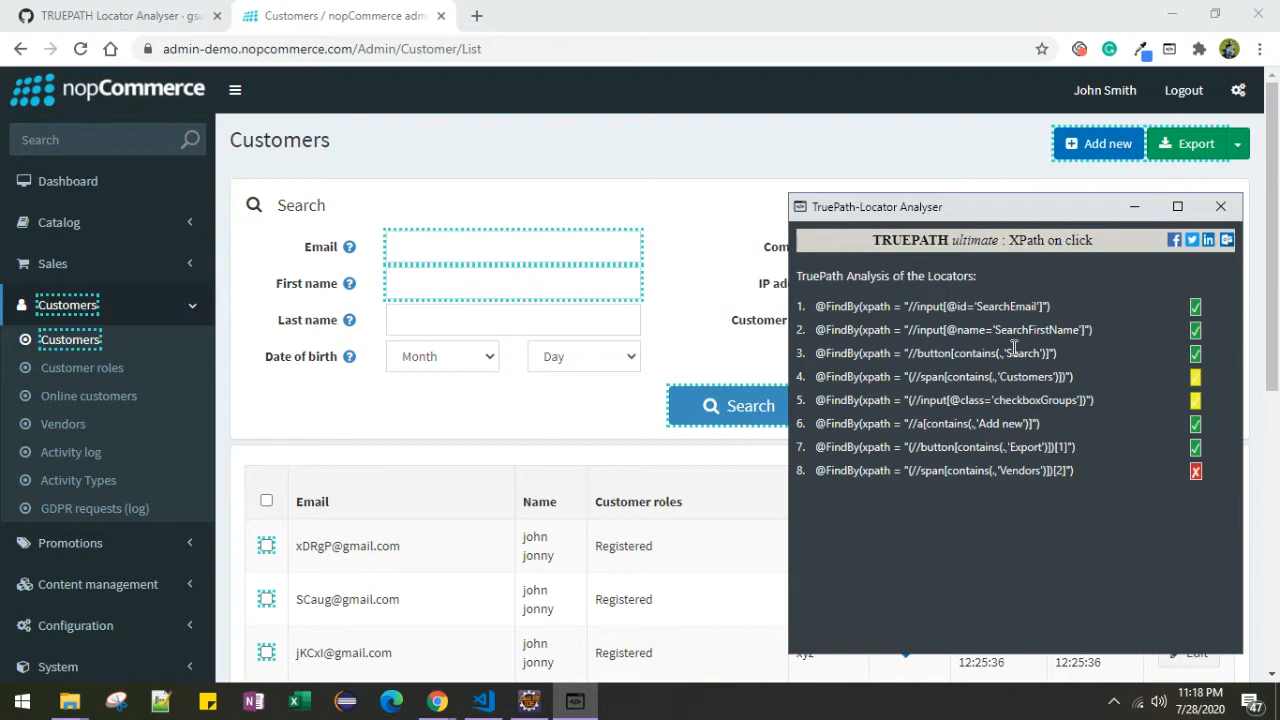 TRUEPATH Locator Analyser · gsu
Customers / nopCommerce adm
admin-demo.nopcommerce.com/Admin/Customer/List
nopCommerce
John Smith
Logout
Search
Customers
Add new
Export
Dashboard
Catalog
Sales
Customers
Customers
Customer roles
Online customers
Vendors
Activity log
Activity Types
GDPR requests (log)
Promotions
Content management
Configuration
System
Search
Email ?
First name ?
Last name ?
Date of birth ?
Month
Day
Com
IP ad
Customer
Search
Email Name Customer roles
xDRgP@gmail.com john jonny Registered
SCaug@gmail.com john jonny Registered
jKCxI@gmail.com john jonny Registered
12:25:36 12:25:36 Edit
TruePath-Locator Analyser
TRUEPATH ultimate : XPath on click
TruePath Analysis of the Locators:
1. @FindBy(xpath = "//input[@id='SearchEmail']")
2. @FindBy(xpath = "//input[@name='SearchFirstName']")
3. @FindBy(xpath = "//button[contains(.,'Search')]")
4. @FindBy(xpath = "(//span[contains(.,'Customers')])")
5. @FindBy(xpath = "(//input[@class='checkboxGroups'])")
6. @FindBy(xpath = "//a[contains(.,'Add new')]")
7. @FindBy(xpath = "(//button[contains(.,'Export')])[1]")
8. @FindBy(xpath = "(//span[contains(.,'Vendors')])[2]")
11:18 PM
7/28/2020
47